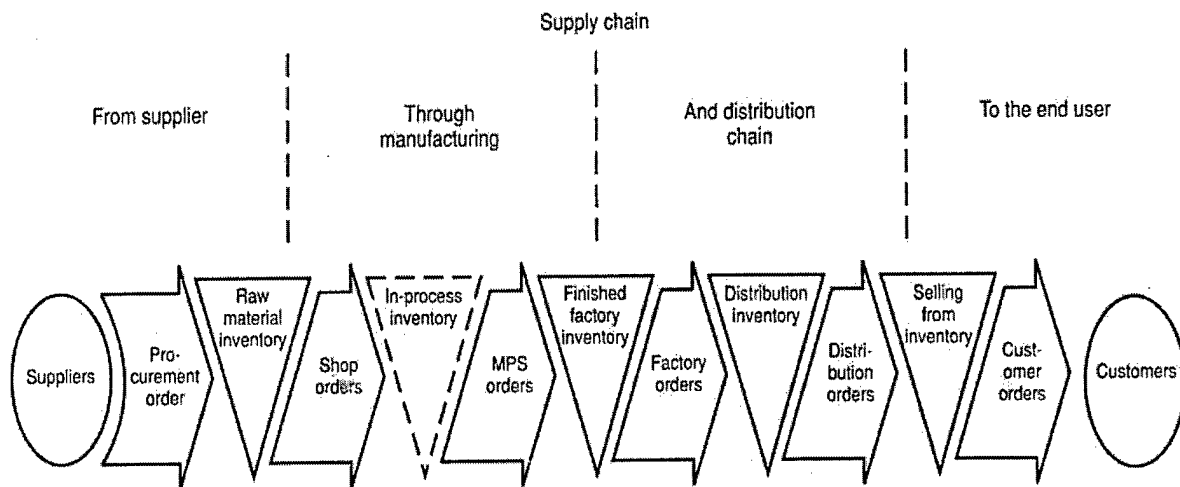 Supply chain
From supplier
Through
manufacturing
And distribution
chain
To the end user
Suppliers
Pro-
curement
order
Raw
material
inventory
Shop
orders
In-process
inventory
MPS
orders
Finished
factory
inventory
Factory
orders
Distribution
inventory
Distri-
bution
orders
Selling
from
inventory
Cust-
omer
orders
Customers